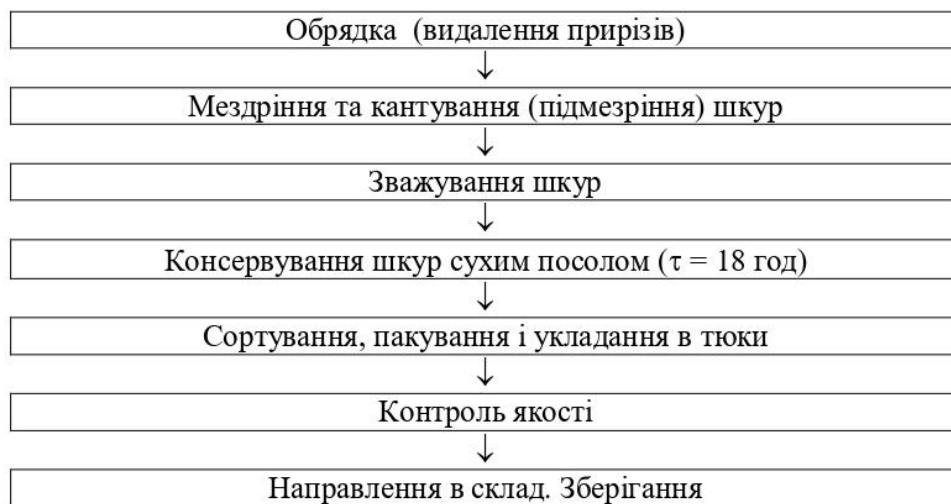 Обрядка (видалення прирізів)
↓
Мездріння та кантування (підмезріння) шкур
↓
Зважування шкур
↓
Консервування шкур сухим посолом (τ = 18 год)
↓
Сортування, пакування і укладання в тюки
↓
Контроль якості
↓
Направлення в склад. Зберігання